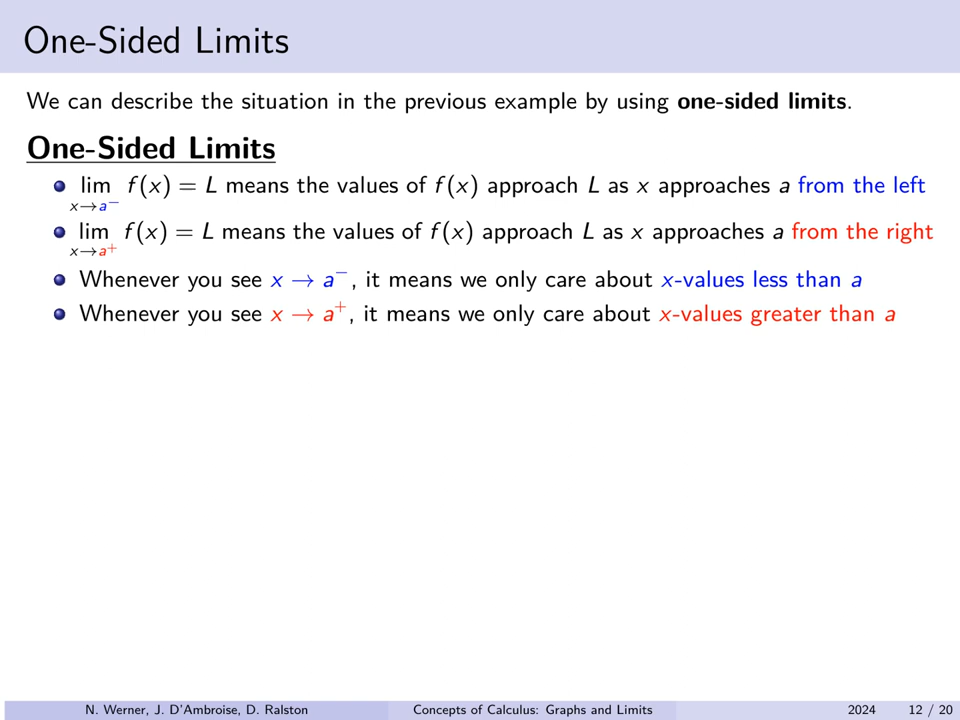 One-Sided Limits
We can describe the situation in the previous example by using one-sided limits.
One-Sided Limits
lim f(x) = L means the values of f(x) approach L as x approaches a from the left
x→a⁻
lim f(x) = L means the values of f(x) approach L as x approaches a from the right
x→a⁺
Whenever you see x → a⁻, it means we only care about x-values less than a
Whenever you see x → a⁺, it means we only care about x-values greater than a
N. Werner, J. D'Ambroise, D. Ralston Concepts of Calculus: Graphs and Limits 2024 12 / 20